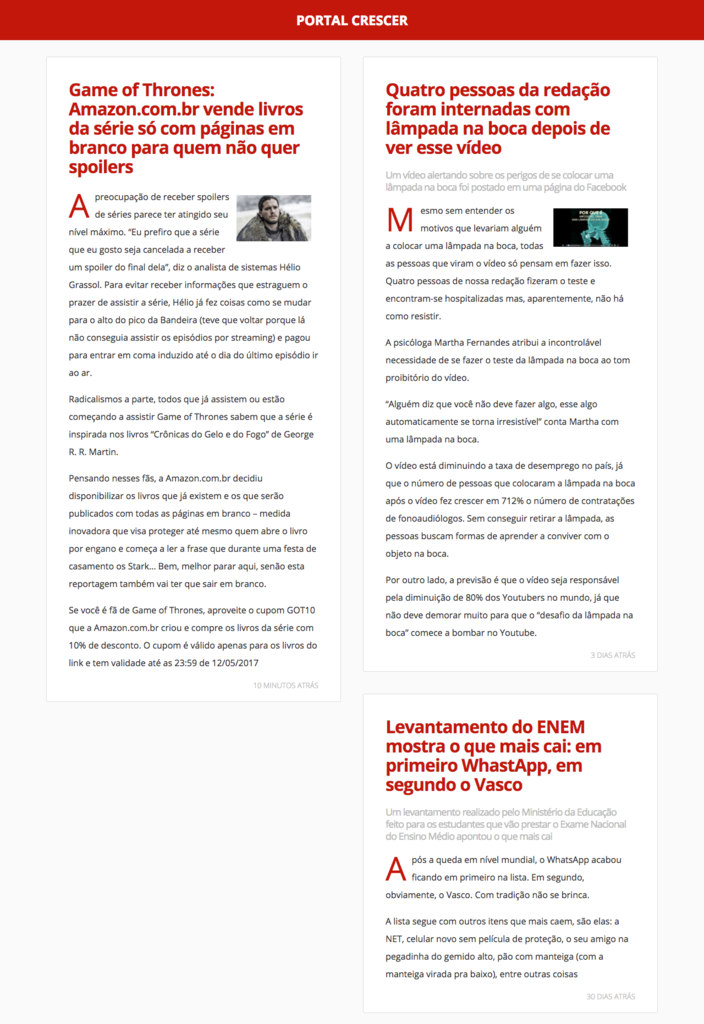 PORTAL CRESCER
Game of Thrones:
Amazon.com.br vende livros
da série só com páginas em
branco para quem não quer
spoilers
A preocupação de receber spoilers
de séries parece ter atingido seu
nível máximo. “Eu prefiro que a série
que eu gosto seja cancelada a receber
um spoiler do final dela”, diz o analista de sistemas Hélio
Grassol. Para evitar receber informações que estraguem o
prazer de assistir a série, Hélio já fez coisas como se mudar
para o alto do pico da Bandeira (teve que voltar porque lá
não conseguia assistir os episódios por streaming) e pagou
para entrar em coma induzido até o dia do último episódio ir
ao ar.
Radicalismos a parte, todos que já assistem ou estão
começando a assistir Game of Thrones sabem que a série é
inspirada nos livros “Crônicas do Gelo e do Fogo” de George
R. R. Martin.
Pensando nesses fãs, a Amazon.com.br decidiu
disponibilizar os livros que já existem e os que serão
publicados com todas as páginas em branco – medida
inovadora que visa proteger até mesmo quem abre o livro
por engano e começa a ler a frase que durante uma festa de
casamento os Stark... Bem, melhor parar aqui, senão esta
reportagem também vai ter que sair em branco.
Se você é fã de Game of Thrones, aproveite o cupom GOT10
que a Amazon.com.br criou e compre os livros da série com
10% de desconto. O cupom é válido apenas para os livros do
link e tem validade até as 23:59 de 12/05/2017
10 MINUTOS ATRÁS
Quatro pessoas da redação
foram internadas com
lâmpada na boca depois de
ver esse vídeo
Um vídeo alertando sobre os perigos de se colocar uma
lâmpada na boca foi postado em uma página do Facebook
Mesmo sem entender os
motivos que levariam alguém
a colocar uma lâmpada na boca, todas
as pessoas que viram o vídeo só pensam em fazer isso.
Quatro pessoas de nossa redação fizeram o teste e
encontram-se hospitalizadas mas, aparentemente, não há
como resistir.
POR QUE É
A psicóloga Martha Fernandes atribui a incontrolável
necessidade de se fazer o teste da lâmpada na boca ao tom
proibitório do vídeo.
“Alguém diz que você não deve fazer algo, esse algo
automaticamente se torna irresistível” conta Martha com
uma lâmpada na boca.
O vídeo está diminuindo a taxa de desemprego no país, já
que o número de pessoas que colocaram a lâmpada na boca
após o vídeo fez crescer em 712% o número de contratações
de fonoaudiólogos. Sem conseguir retirar a lâmpada, as
pessoas buscam formas de aprender a conviver com o
objeto na boca.
Por outro lado, a previsão é que o vídeo seja responsável
pela diminuição de 80% dos Youtubers no mundo, já que
não deve demorar muito para que o “desafio da lâmpada na
boca” comece a bombar no Youtube.
3 DIAS ATRÁS
Levantamento do ENEM
mostra o que mais cai: em
primeiro WhastApp, em
segundo o Vasco
Um levantamento realizado pelo Ministério da Educação
feito para os estudantes que vão prestar o Exame Nacional
do Ensino Médio apontou o que mais cai
Após a queda em nível mundial, o WhatsApp acabou
ficando em primeiro na lista. Em segundo,
obviamente, o Vasco. Com tradição não se brinca.
A lista segue com outros itens que mais caem, são elas: a
NET, celular novo sem película de proteção, o seu amigo na
pegadinha do gemido alto, pão com manteiga (com a
manteiga virada pra baixo), entre outras coisas
30 DIAS ATRÁS